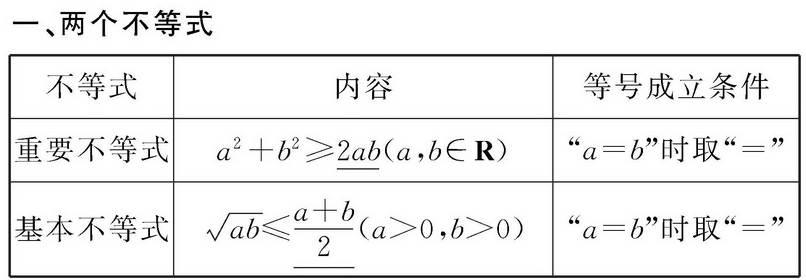 一、两个不等式
不等式 内容 等号成立条件
重要不等式 a²+b²≥2ab(a,b∈R) “a=b”时取“=”
基本不等式 √ab≤(a+b)/2(a>0,b>0) “a=b”时取“=”